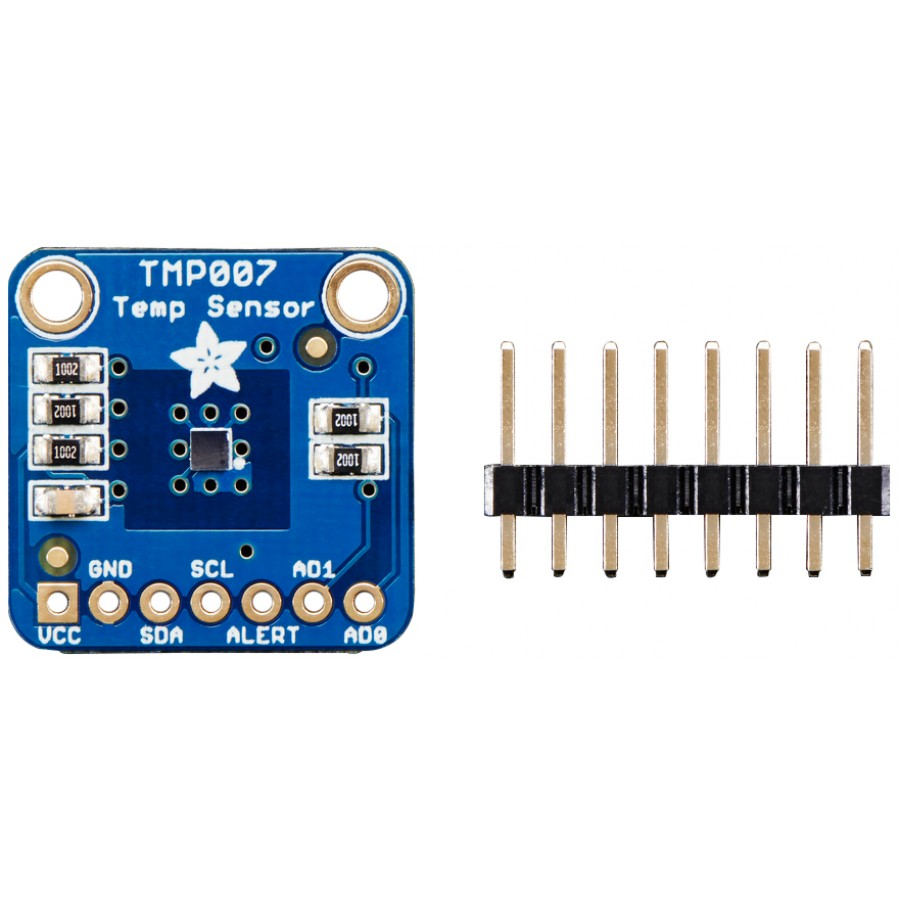 TMP007
Temp Sensor
1002
1002
1002
1002
1002
GND SCL AD1
VCC SDA ALERT AD0